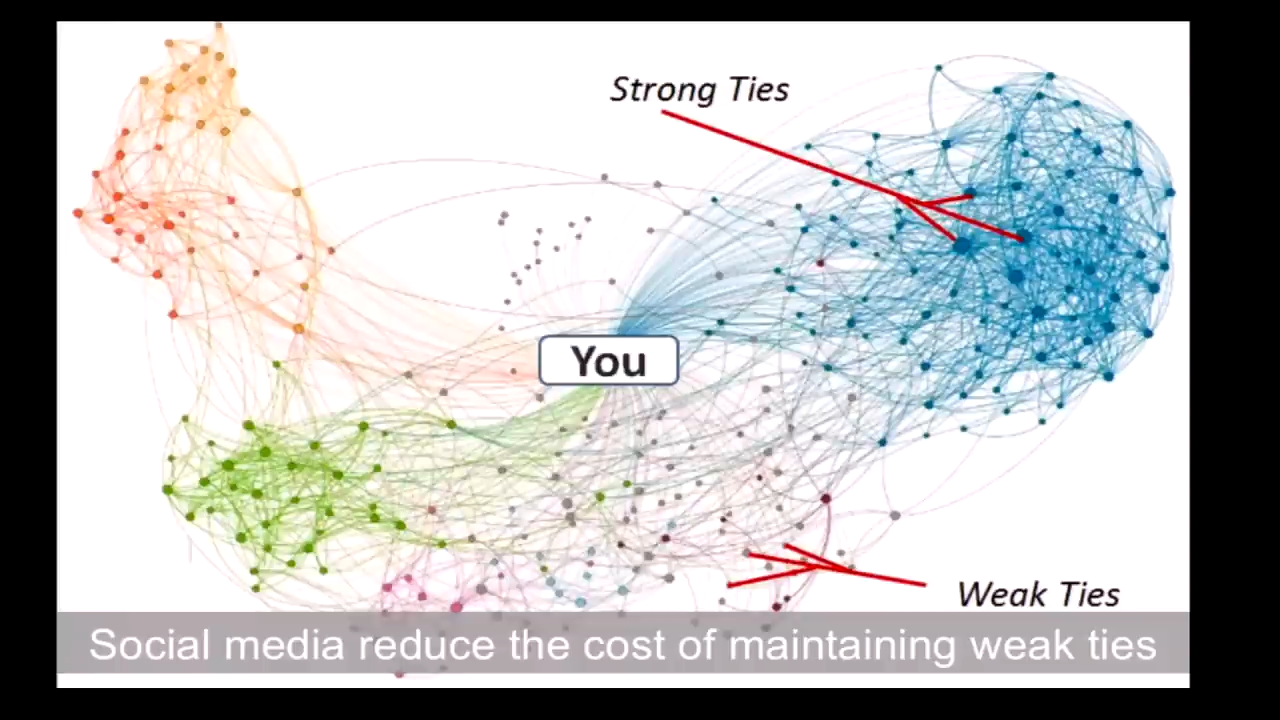 Strong Ties
You
Weak Ties
Social media reduce the cost of maintaining weak ties